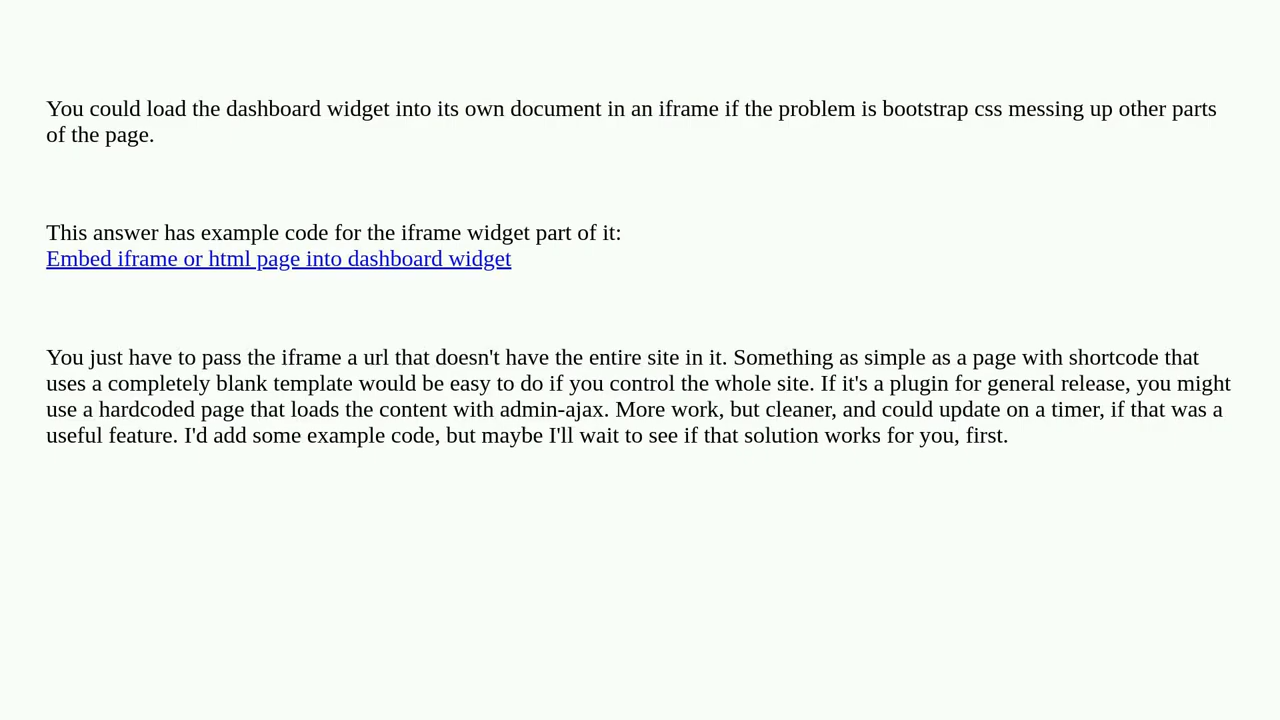 You could load the dashboard widget into its own document in an iframe if the problem is bootstrap css messing up other parts
of the page.
This answer has example code for the iframe widget part of it:
Embed iframe or html page into dashboard widget
You just have to pass the iframe a url that doesn't have the entire site in it. Something as simple as a page with shortcode that
uses a completely blank template would be easy to do if you control the whole site. If it's a plugin for general release, you might
use a hardcoded page that loads the content with admin-ajax. More work, but cleaner, and could update on a timer, if that was a
useful feature. I'd add some example code, but maybe I'll wait to see if that solution works for you, first.